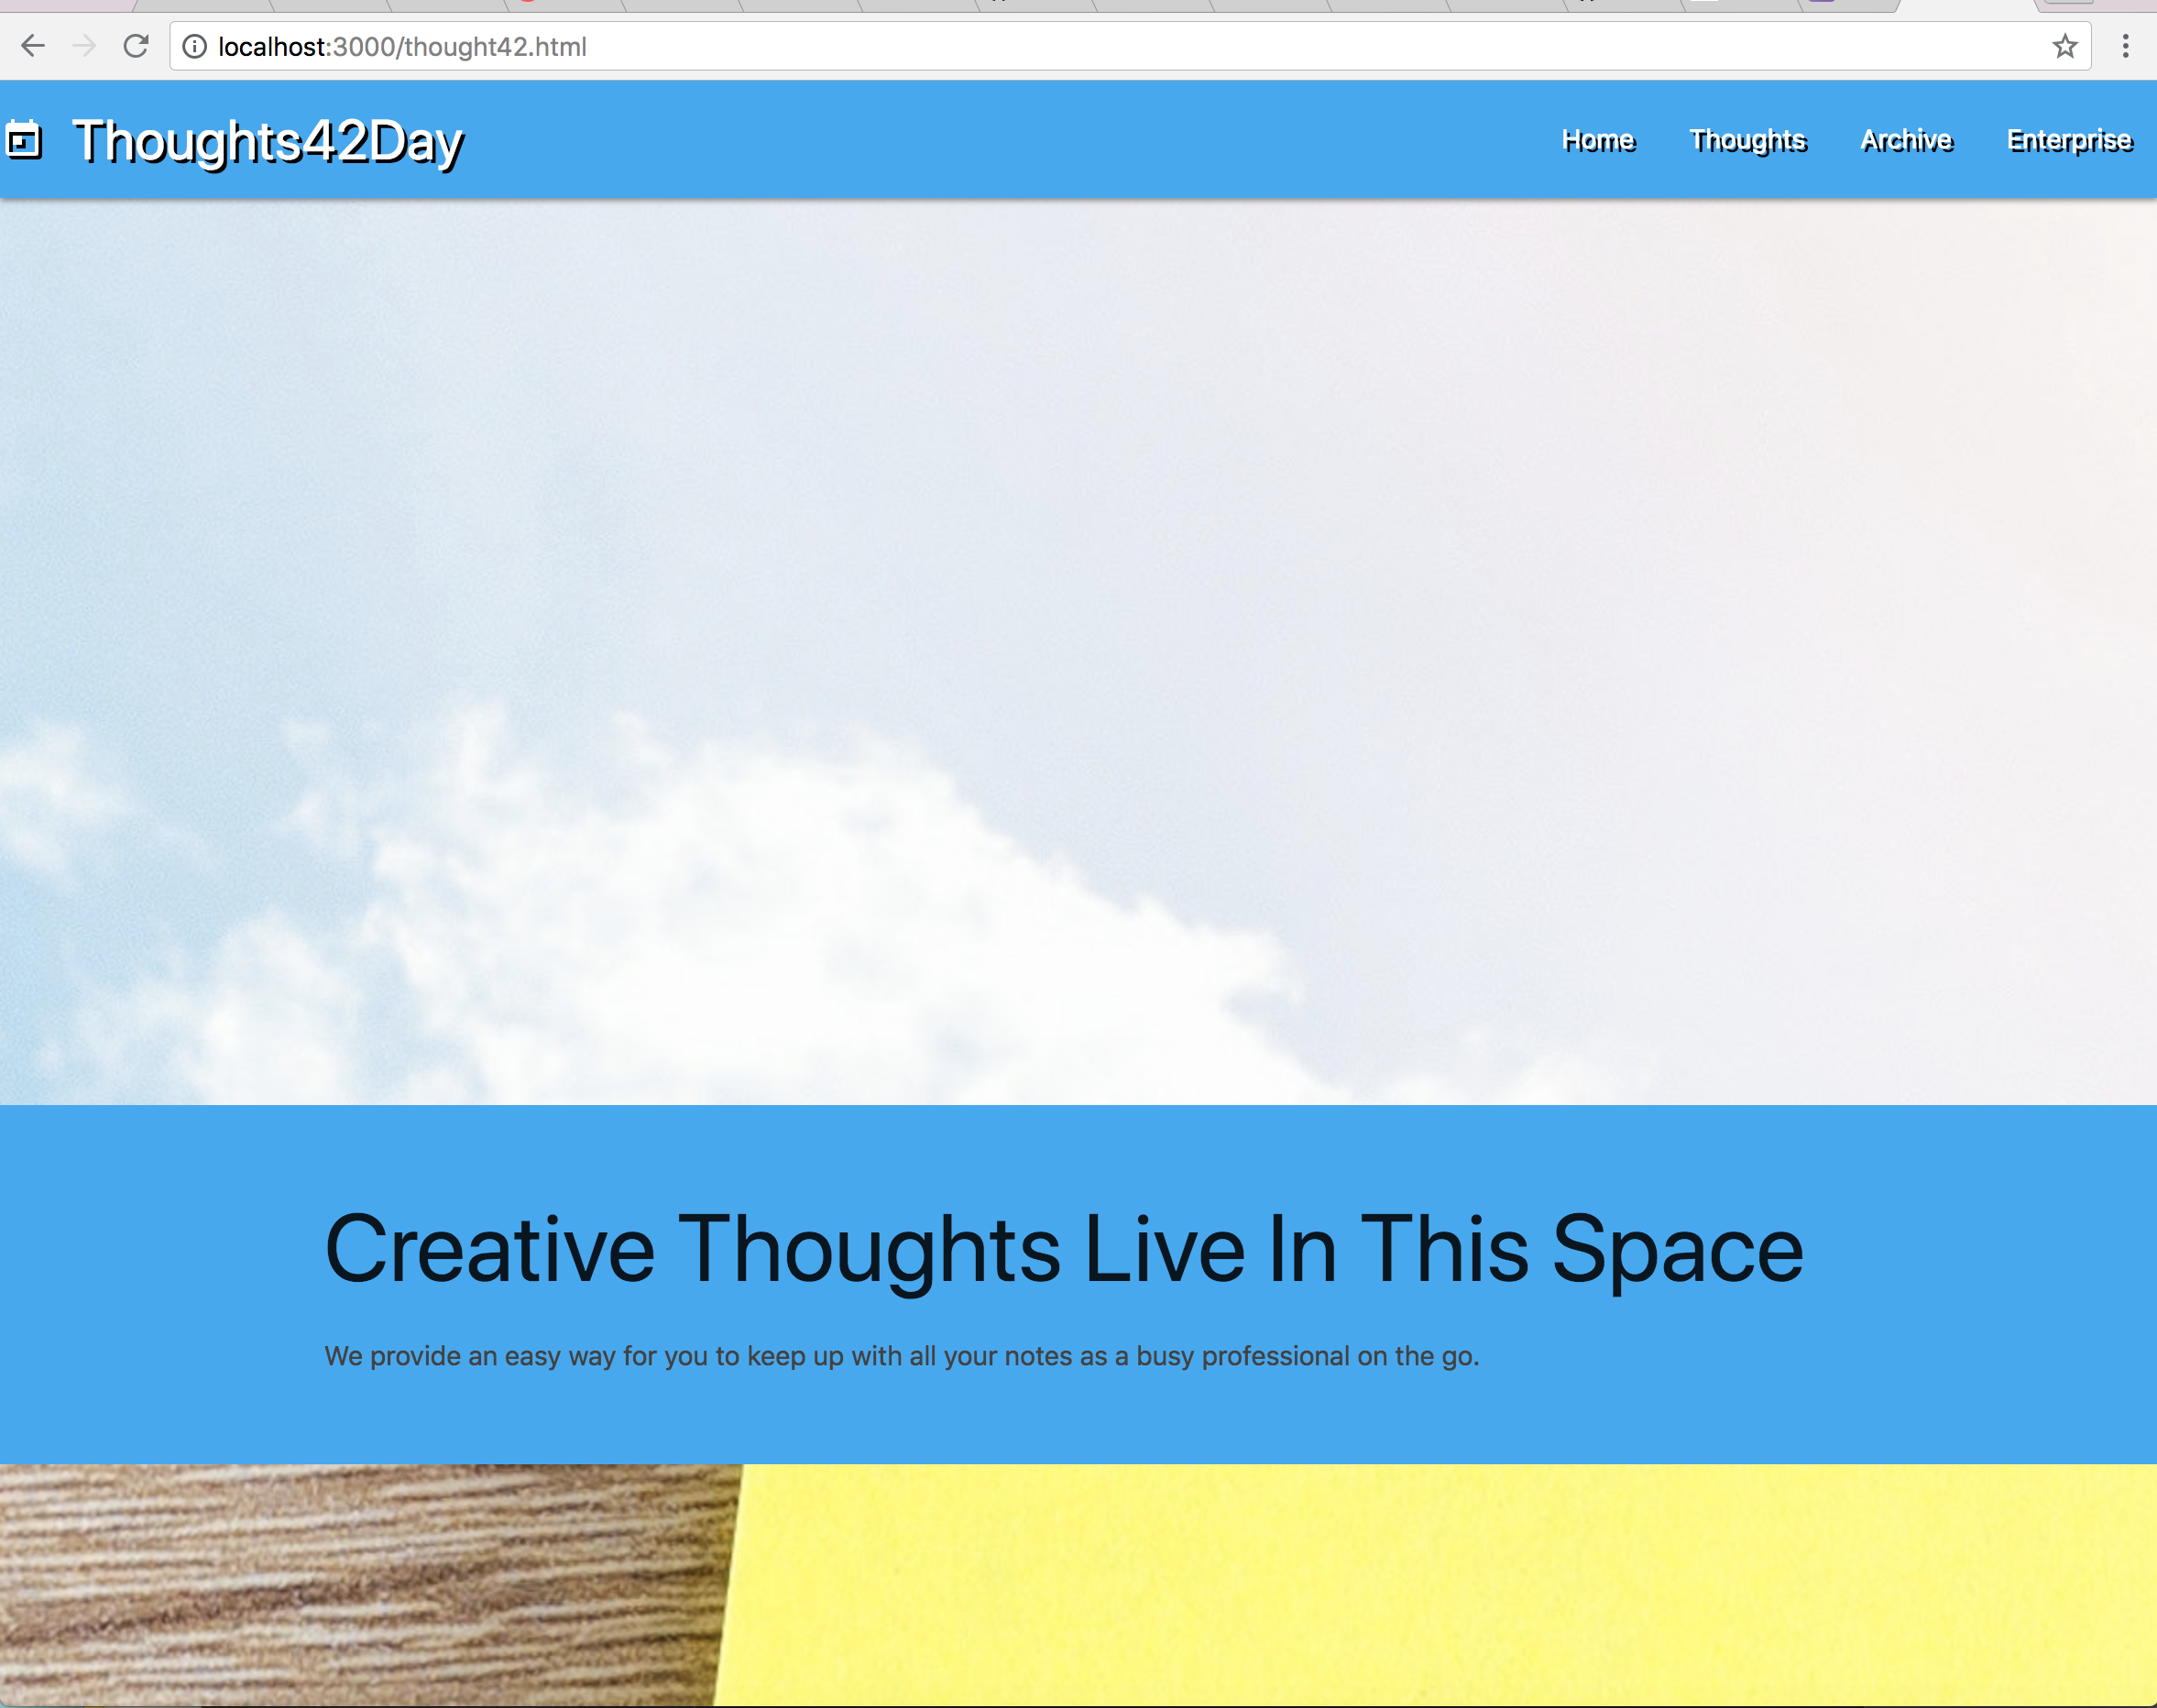 localhost:3000/thought42.html
Thoughts42Day
Home Thoughts Archive Enterprise
Creative Thoughts Live In This Space
We provide an easy way for you to keep up with all your notes as a busy professional on the go.